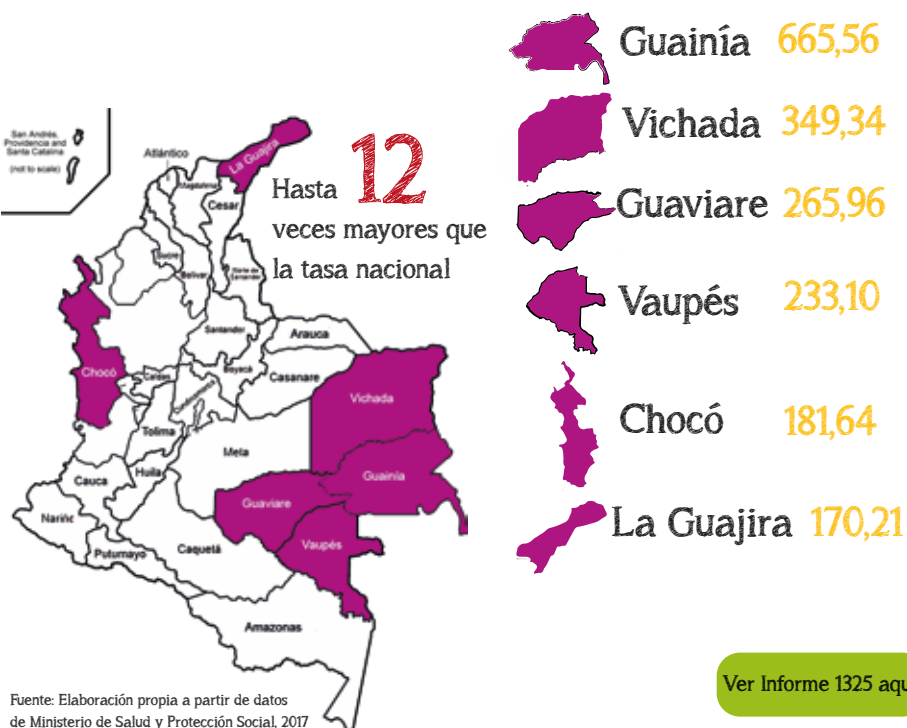 San Andrés,
Providencia and
Santa Catalina
(not to scale)
Atlántico
La Guajira
Magdalena
Cesar
Hasta 12
veces mayores que
la tasa nacional
Sucre
Bolívar
Norte de
Santander
Santander
Arauca
Chocó
Caldas
Boyacá
Casanare
Cundinamarca
Vichada
Tolima
Meta
Huila
Guainía
Cauca
Guaviare
Nariño
Vaupés
Putumayo
Caquetá
Amazonas
Guainía 665,56
Vichada 349,34
Guaviare 265,96
Vaupés 233,10
Chocó 181,64
La Guajira 170,21
Ver Informe 1325 aqu
Fuente: Elaboración propia a partir de datos
de Ministerio de Salud y Protección Social, 2017